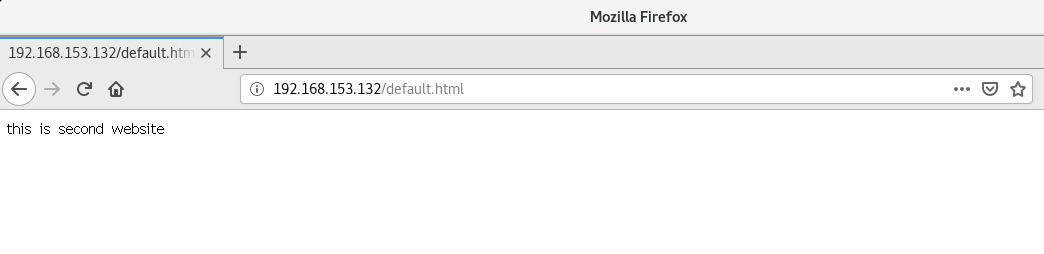 Mozilla Firefox
192.168.153.132/default.htm
192.168.153.132/default.html
this is second website